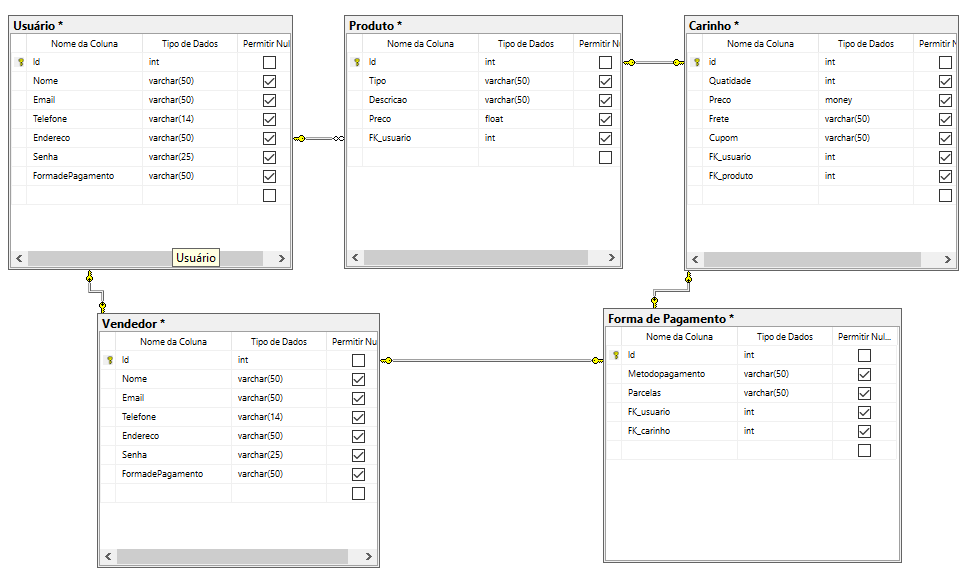 Usuário *
Nome da Coluna Tipo de Dados Permitir Nul
Id int
Nome varchar(50)
Email varchar(50)
Telefone varchar(14)
Endereco varchar(50)
Senha varchar(25)
FormadePagamento varchar(50)
Usuário
Produto *
Nome da Coluna Tipo de Dados Permitir Nu
Id int
Tipo varchar(50)
Descricao varchar(50)
Preco float
FK_usuario int
Carinho *
Nome da Coluna Tipo de Dados Permitir N
id int
Quatidade int
Preco money
Frete varchar(50)
Cupom varchar(50)
FK_usuario int
FK_produto int
Vendedor *
Nome da Coluna Tipo de Dados Permitir Nu
Id int
Nome varchar(50)
Email varchar(50)
Telefone varchar(14)
Endereco varchar(50)
Senha varchar(25)
FormadePagamento varchar(50)
Forma de Pagamento *
Nome da Coluna Tipo de Dados Permitir Nul...
Id int
Metodopagamento varchar(50)
Parcelas varchar(50)
FK_usuario int
FK_carinho int